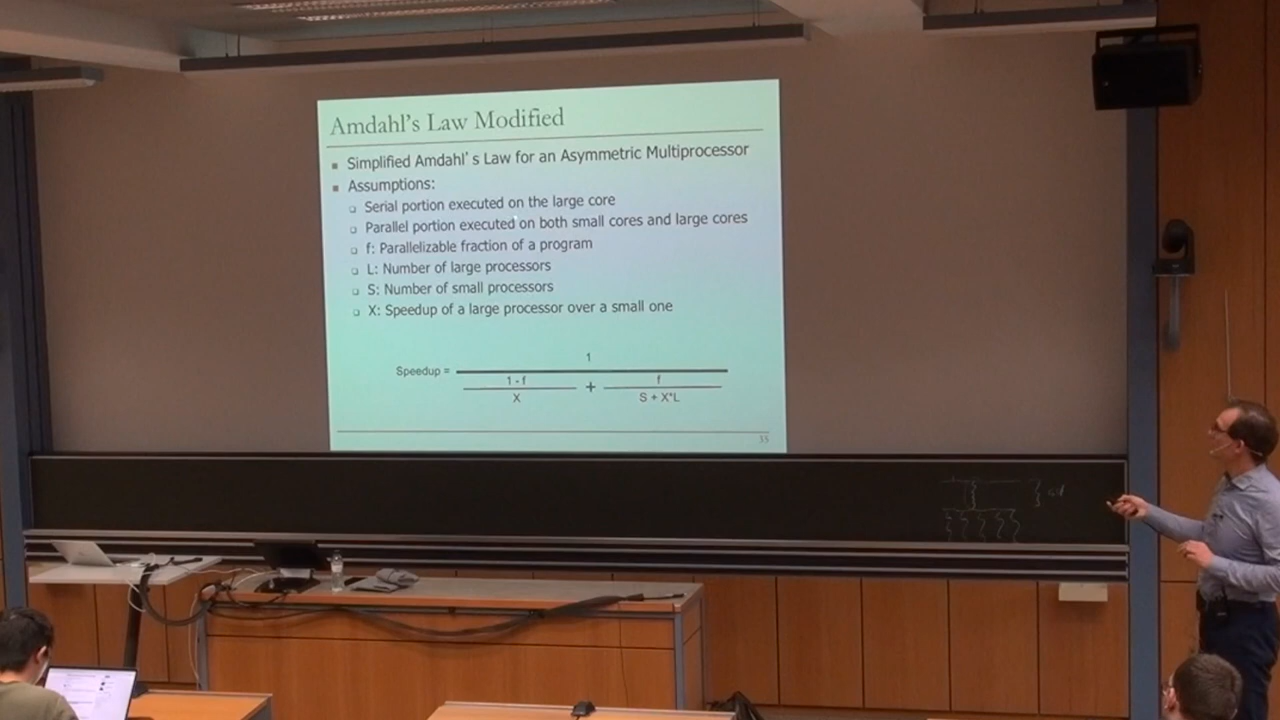 Amdahl's Law Modified
Simplified Amdahl's Law for an Asymmetric Multiprocessor
Assumptions:
Serial portion executed on the large core
Parallel portion executed on both small cores and large cores
f: Parallelizable fraction of a program
L: Number of large processors
S: Number of small processors
X: Speedup of a large processor over a small one
1
Speedup =
1 - f
+
f
X
S + X*L
35